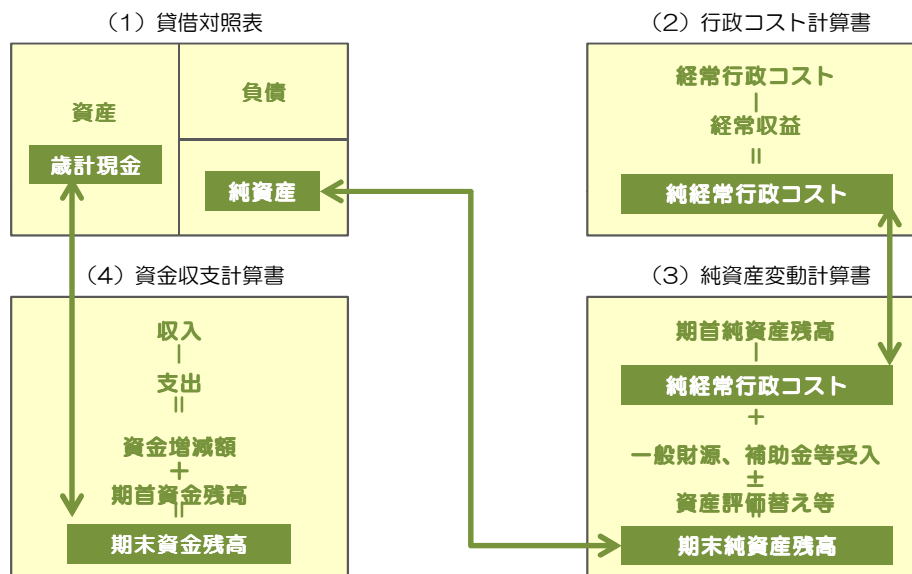 (1)貸借対照表
資産
歳計現金
負債
純資産
(2)行政コスト計算書
経常行政コスト
－
経常収益
＝
純経常行政コスト
(4)資金収支計算書
収入
－
支出
＝
資金増減額
＋
期首資金残高
＝
期末資金残高
(3)純資産変動計算書
期首純資産残高
－
純経常行政コスト
＋
一般財源、補助金等受入
±
資産評価替え等
＝
期末純資産残高